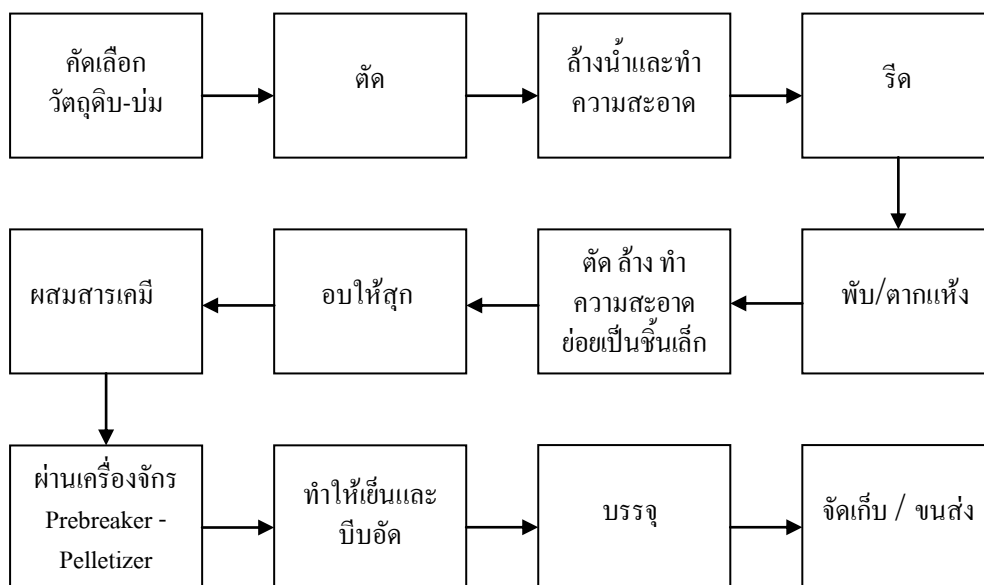 คัดเลือก
วัตถุดิบ-บ่ม
ตัด
ล้างน้ำและทำ
ความสะอาด
รีด
พับ/ตากแห้ง
ตัด ล้าง ทำ
ความสะอาด
ย่อยเป็นชิ้นเล็ก
อบให้สุก
ผสมสารเคมี
ผ่านเครื่องจักร
Prebreaker -
Pelletizer
ทำให้เย็นและ
บีบอัด
บรรจุ
จัดเก็บ / ขนส่ง